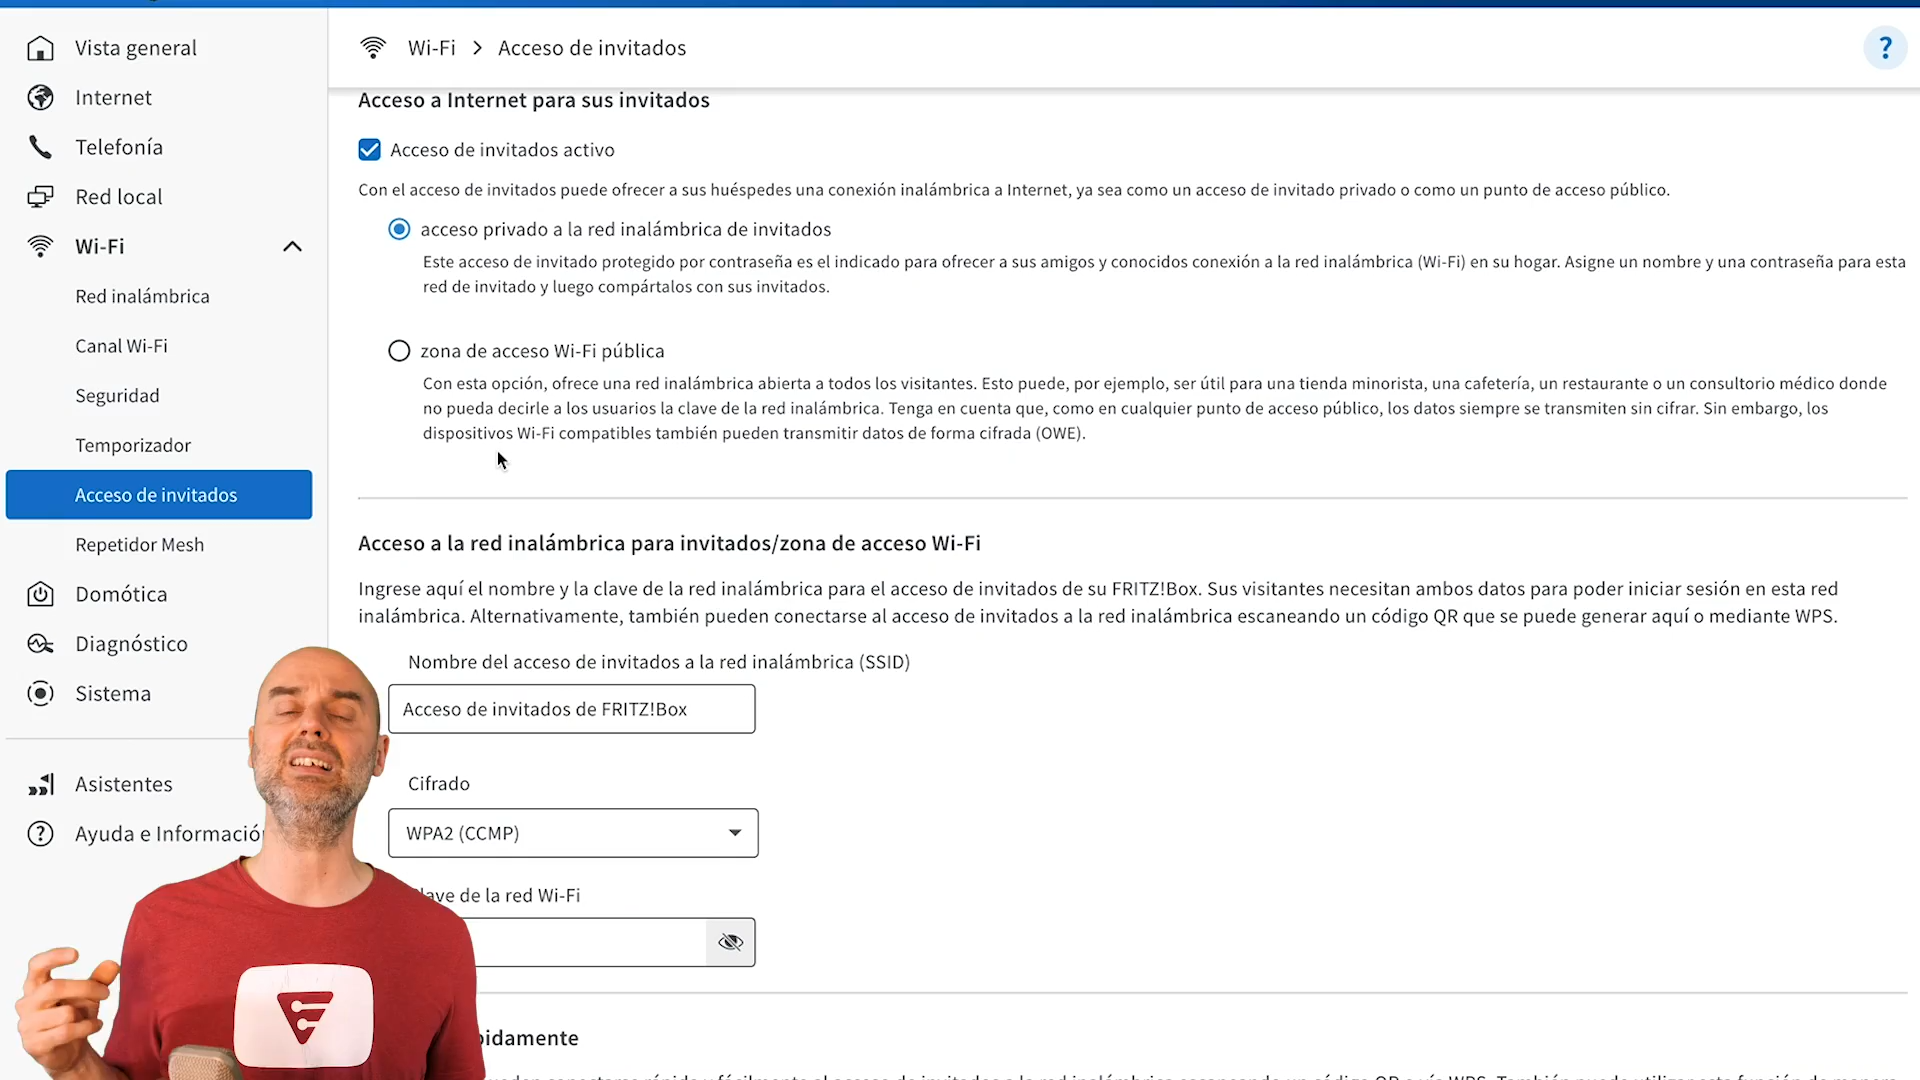 Vista general
Internet
Telefonía
Red local
Wi-Fi
Red inalámbrica
Canal Wi-Fi
Seguridad
Temporizador
Acceso de invitados
Repetidor Mesh
Domótica
Diagnóstico
Sistema
Asistentes
Ayuda e Información
Wi-Fi > Acceso de invitados
?
Acceso a Internet para sus invitados
Acceso de invitados activo
Con el acceso de invitados puede ofrecer a sus huéspedes una conexión inalámbrica a Internet, ya sea como un acceso de invitado privado o como un punto de acceso público.
acceso privado a la red inalámbrica de invitados
Este acceso de invitado protegido por contraseña es el indicado para ofrecer a sus amigos y conocidos conexión a la red inalámbrica (Wi-Fi) en su hogar. Asigne un nombre y una contraseña para esta
red de invitado y luego compártalos con sus invitados.
zona de acceso Wi-Fi pública
Con esta opción, ofrece una red inalámbrica abierta a todos los visitantes. Esto puede, por ejemplo, ser útil para una tienda minorista, una cafetería, un restaurante o un consultorio médico donde
no pueda decirle a los usuarios la clave de la red inalámbrica. Tenga en cuenta que, como en cualquier punto de acceso público, los datos siempre se transmiten sin cifrar. Sin embargo, los
dispositivos Wi-Fi compatibles también pueden transmitir datos de forma cifrada (OWE).
Acceso a la red inalámbrica para invitados/zona de acceso Wi-Fi
Ingrese aquí el nombre y la clave de la red inalámbrica para el acceso de invitados de su FRITZ!Box. Sus visitantes necesitan ambos datos para poder iniciar sesión en esta red
inalámbrica. Alternativamente, también pueden conectarse al acceso de invitados a la red inalámbrica escaneando un código QR que se puede generar aquí o mediante WPS.
Nombre del acceso de invitados a la red inalámbrica (SSID)
Acceso de invitados de FRITZ!Box
Cifrado
WPA2 (CCMP)
lave de la red Wi-Fi
pidamente